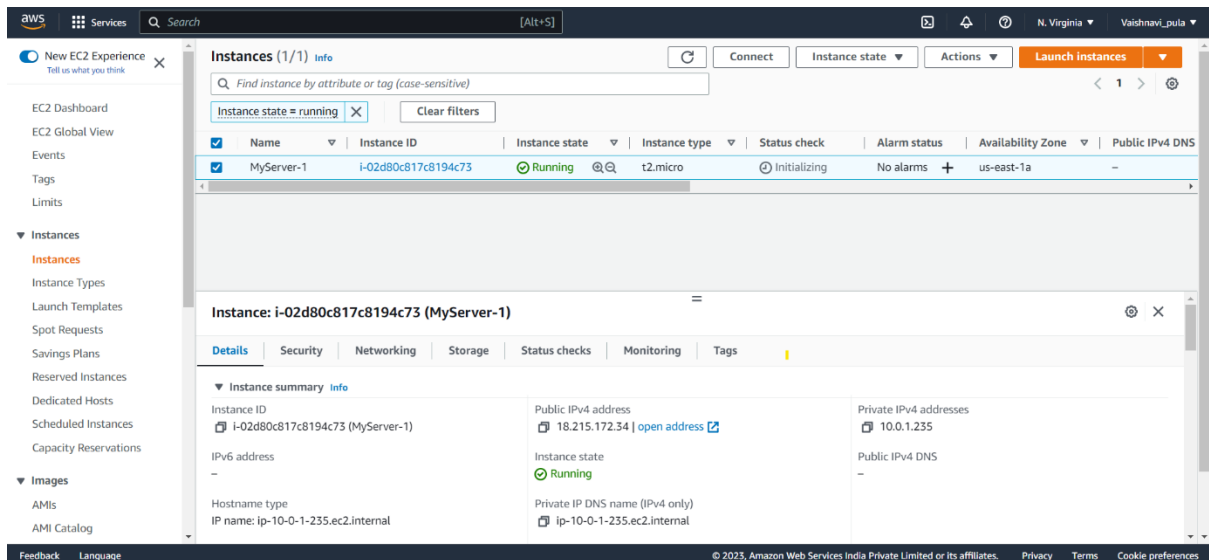 aws Services Search [Alt+S] N. Virginia Vaishnavi_pula
New EC2 Experience
Tell us what you think
EC2 Dashboard
EC2 Global View
Events
Tags
Limits
Instances
Instances
Instance Types
Launch Templates
Spot Requests
Savings Plans
Reserved Instances
Dedicated Hosts
Scheduled Instances
Capacity Reservations
Images
AMIs
AMI Catalog
Instances (1/1) Info
Connect Instance state Actions Launch instances
Find instance by attribute or tag (case-sensitive)
1
Instance state = running Clear filters
Name Instance ID Instance state Instance type Status check Alarm status Availability Zone Public IPv4 DNS
MyServer-1 i-02d80c817c8194c73 Running t2.micro Initializing No alarms + us-east-1a –
Instance: i-02d80c817c8194c73 (MyServer-1)
Details Security Networking Storage Status checks Monitoring Tags
Instance summary Info
Instance ID Public IPv4 address Private IPv4 addresses
i-02d80c817c8194c73 (MyServer-1) 18.215.172.34 | open address 10.0.1.235
IPv6 address Instance state Public IPv4 DNS
– Running –
Hostname type Private IP DNS name (IPv4 only)
IP name: ip-10-0-1-235.ec2.internal ip-10-0-1-235.ec2.internal
Feedback Language © 2023, Amazon Web Services India Private Limited or its affiliates. Privacy Terms Cookie preferences